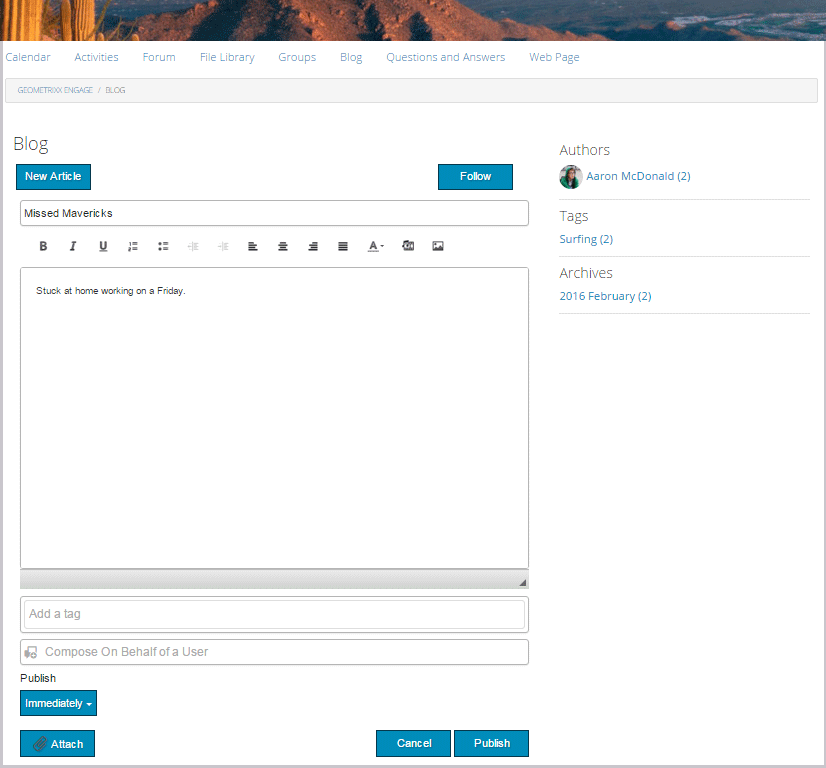 Calendar Activities Forum File Library Groups Blog Questions and Answers Web Page
GEOMETRIXX ENGAGE / BLOG
Blog
New Article Follow
Missed Mavericks
B I U A
Stuck at home working on a Friday.
Add a tag
Compose On Behalf of a User
Publish
Immediately
Attach Cancel Publish
Authors
Aaron McDonald (2)
Tags
Surfing (2)
Archives
2016 February (2)